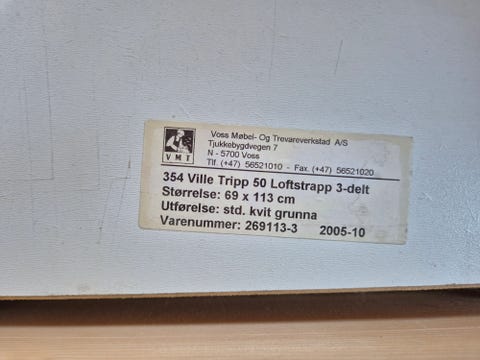 Voss Møbel- Og Trevareverkstad A/S
Tjukkebygdvegen 7
N - 5700 Voss
Tlf. (+47) 56521010 - Fax. (+47) 56521020
VMT
354 Ville Tripp 50 Loftstrapp 3-delt
Størrelse: 69 x 113 cm
Utførelse: std. kvit grunna
Varenummer: 269113-3 2005-10